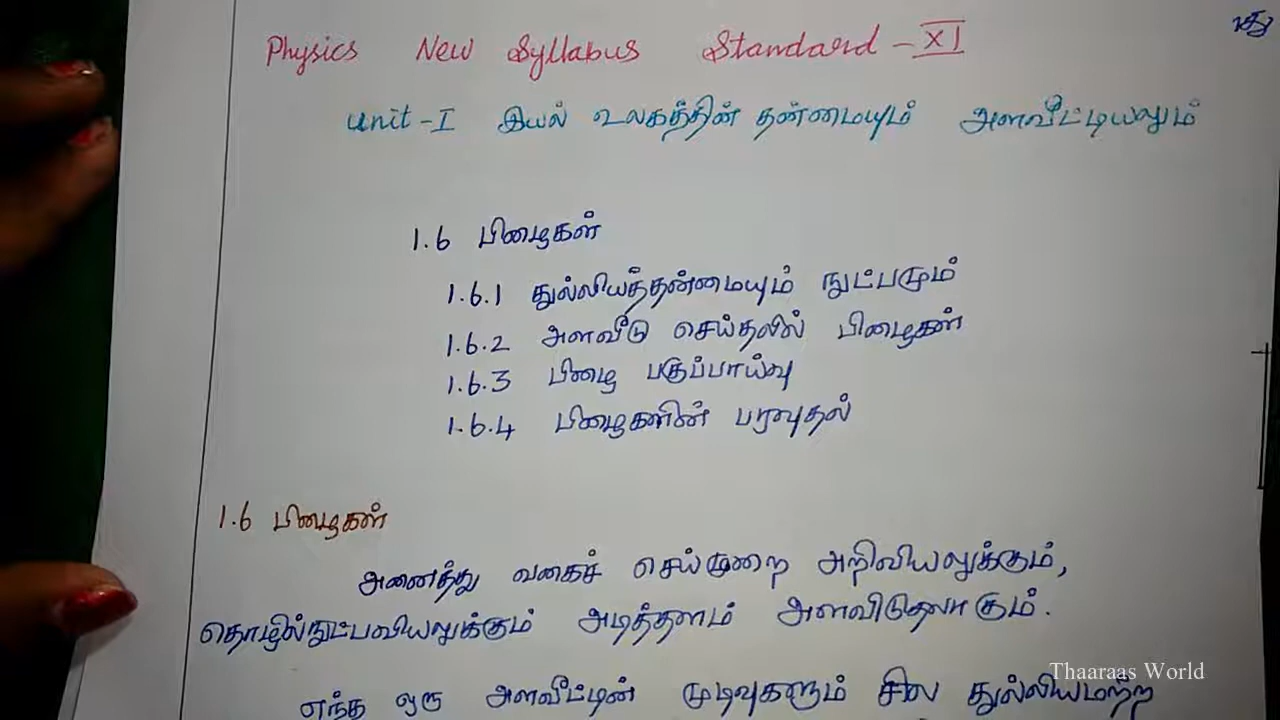 Physics New Syllabus Standard - XI
Unit - I இயல் உலகத்தின் தன்மையும் அளவீட்டியலும்
1.6 பிழைகள்
1.6.1 துல்லியத்தன்மையும் நுட்பமும்
1.6.2 அளவீடு செய்தலில் பிழைகள்
1.6.3 பிழை பகுப்பாய்வு
1.6.4 பிழைகளின் பரவுதல்
1.6 பிழைகள்
அனைத்து வகைச் செய்முறை அறிவியலுக்கும்,
தொழில்நுட்பவியலுக்கும் அடித்தளம் அளவிடுதலாகும்.
எந்த ஒரு அளவீட்டின் முடிவுகளும் சில துல்லியமற்ற
Thaaraas World